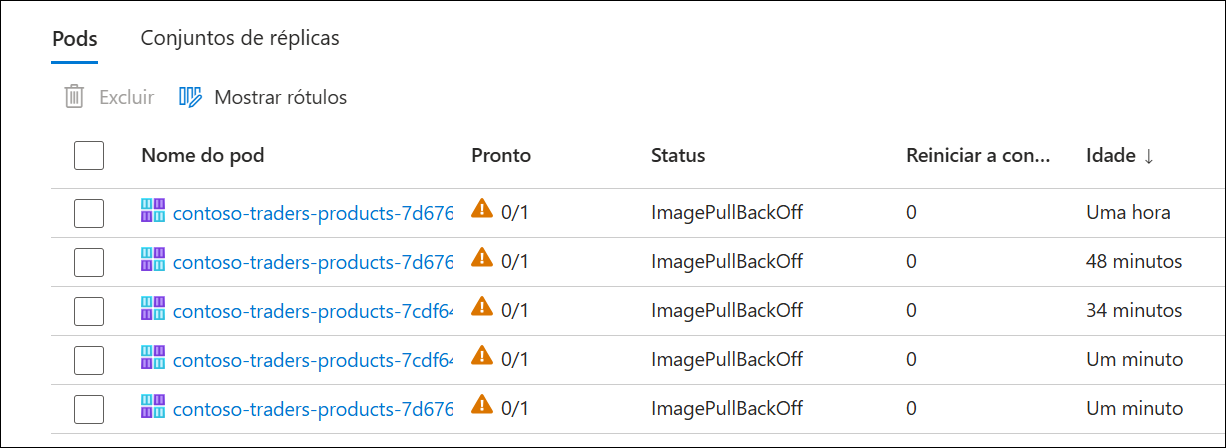 Pods Conjuntos de réplicas
Excluir Mostrar rótulos
Nome do pod Pronto Status Reiniciar a con... Idade ↓
contoso-traders-products-7d676 0/1 ImagePullBackOff 0 Uma hora
contoso-traders-products-7d676 0/1 ImagePullBackOff 0 48 minutos
contoso-traders-products-7cdf64 0/1 ImagePullBackOff 0 34 minutos
contoso-traders-products-7cdf64 0/1 ImagePullBackOff 0 Um minuto
contoso-traders-products-7d676 0/1 ImagePullBackOff 0 Um minuto